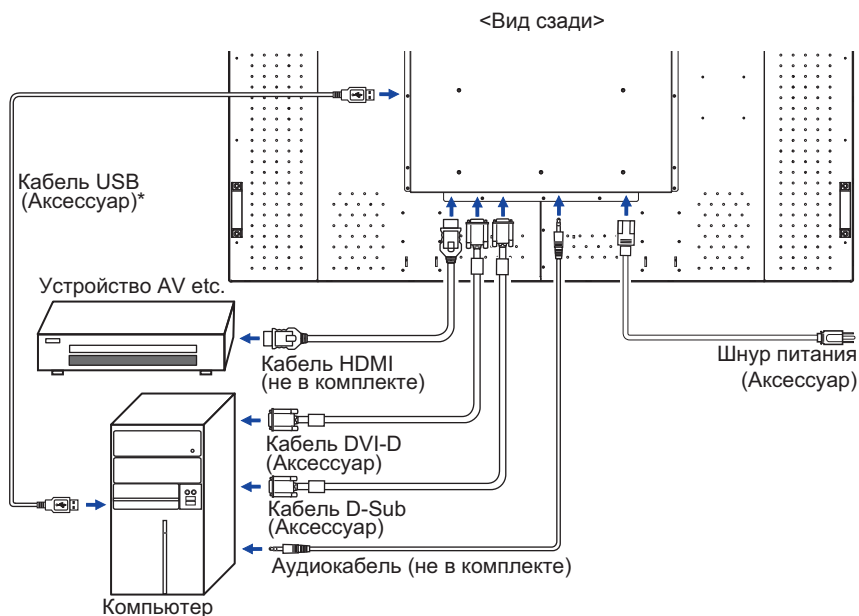 <Вид сзади>
Кабель USB
(Аксессуар)*
Устройство AV etc.
Кабель HDMI
(не в комплекте)
Шнур питания
(Аксессуар)
Кабель DVI-D
(Аксессуар)
Кабель D-Sub
(Аксессуар)
Аудиокабель (не в комплекте)
Компьютер